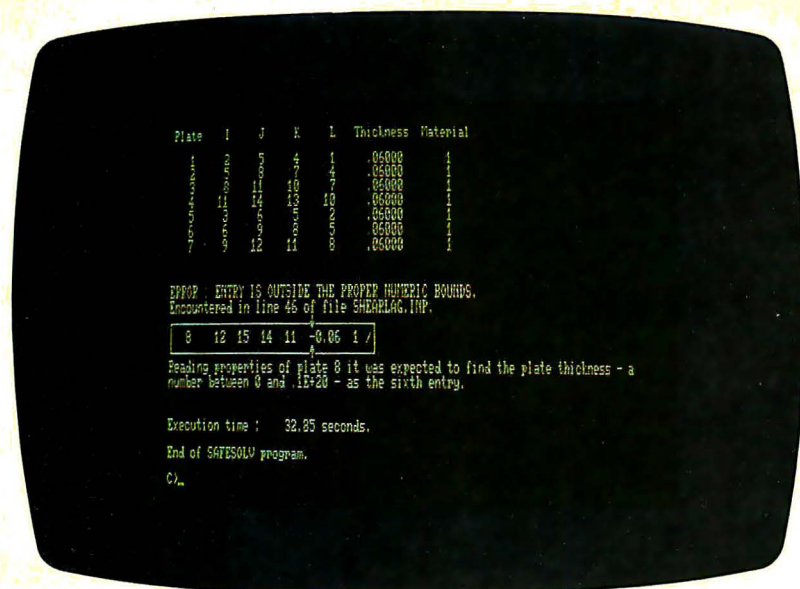 Plate I J K L Thickness Material
1 2 5 4 1 .06000 1
2 5 8 7 4 .06000 1
3 8 11 10 7 .06000 1
4 11 14 13 10 .06000 1
5 3 6 5 2 .06000 1
6 6 9 8 5 .06000 1
7 9 12 11 8 .06000 1
ERROR : ENTRY IS OUTSIDE THE PROPER NUMERIC BOUNDS.
Encountered in line 46 of file SHEARLAG.INP.
8 12 15 14 11 -0.06 1 /
Reading properties of plate 8 it was expected to find the plate thickness - a
number between 0 and .1E+20 - as the sixth entry.
Execution time : 32.85 seconds.
End of SAFESOLV program.
C>_